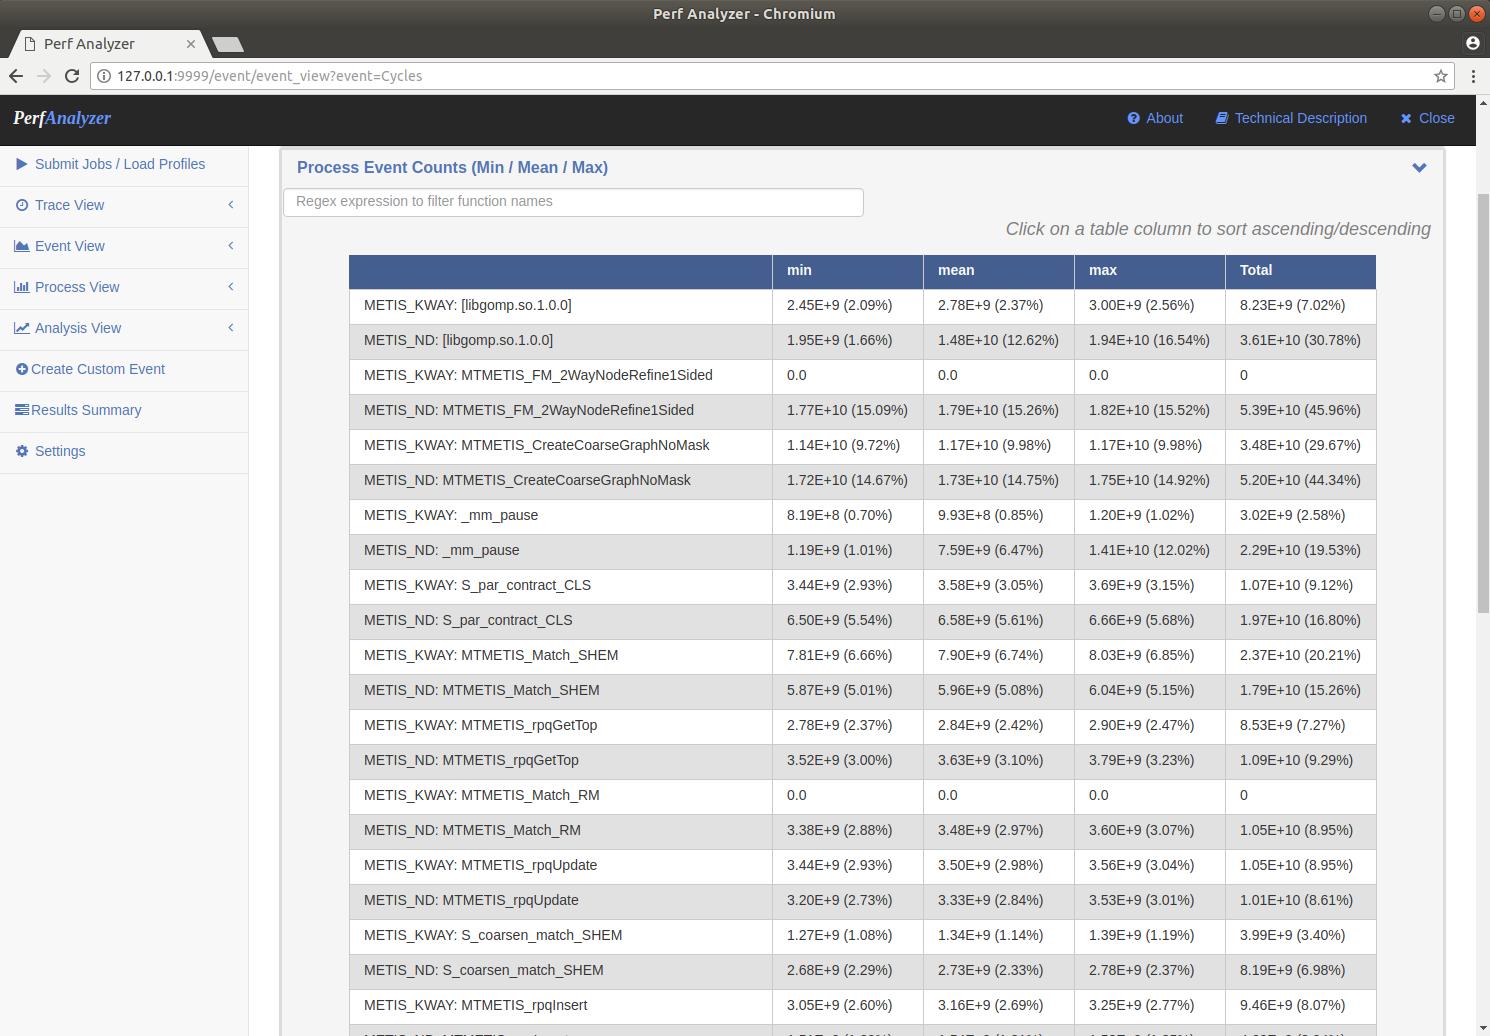 Perf Analyzer - Chromium
Perf Analyzer
127.0.0.1:9999/event/event_view?event=Cycles
PerfAnalyzer About Technical Description Close
Submit Jobs / Load Profiles
Trace View
Event View
Process View
Analysis View
Create Custom Event
Results Summary
Settings
Process Event Counts (Min / Mean / Max)
Regex expression to filter function names
Click on a table column to sort ascending/descending
min mean max Total
METIS_KWAY: [libgomp.so.1.0.0] 2.45E+9 (2.09%) 2.78E+9 (2.37%) 3.00E+9 (2.56%) 8.23E+9 (7.02%)
METIS_ND: [libgomp.so.1.0.0] 1.95E+9 (1.66%) 1.48E+10 (12.62%) 1.94E+10 (16.54%) 3.61E+10 (30.78%)
METIS_KWAY: MTMETIS_FM_2WayNodeRefine1Sided 0.0 0.0 0.0 0
METIS_ND: MTMETIS_FM_2WayNodeRefine1Sided 1.77E+10 (15.09%) 1.79E+10 (15.26%) 1.82E+10 (15.52%) 5.39E+10 (45.96%)
METIS_KWAY: MTMETIS_CreateCoarseGraphNoMask 1.14E+10 (9.72%) 1.17E+10 (9.98%) 1.17E+10 (9.98%) 3.48E+10 (29.67%)
METIS_ND: MTMETIS_CreateCoarseGraphNoMask 1.72E+10 (14.67%) 1.73E+10 (14.75%) 1.75E+10 (14.92%) 5.20E+10 (44.34%)
METIS_KWAY: _mm_pause 8.19E+8 (0.70%) 9.93E+8 (0.85%) 1.20E+9 (1.02%) 3.02E+9 (2.58%)
METIS_ND: _mm_pause 1.19E+9 (1.01%) 7.59E+9 (6.47%) 1.41E+10 (12.02%) 2.29E+10 (19.53%)
METIS_KWAY: S_par_contract_CLS 3.44E+9 (2.93%) 3.58E+9 (3.05%) 3.69E+9 (3.15%) 1.07E+10 (9.12%)
METIS_ND: S_par_contract_CLS 6.50E+9 (5.54%) 6.58E+9 (5.61%) 6.66E+9 (5.68%) 1.97E+10 (16.80%)
METIS_KWAY: MTMETIS_Match_SHEM 7.81E+9 (6.66%) 7.90E+9 (6.74%) 8.03E+9 (6.85%) 2.37E+10 (20.21%)
METIS_ND: MTMETIS_Match_SHEM 5.87E+9 (5.01%) 5.96E+9 (5.08%) 6.04E+9 (5.15%) 1.79E+10 (15.26%)
METIS_KWAY: MTMETIS_rpqGetTop 2.78E+9 (2.37%) 2.84E+9 (2.42%) 2.90E+9 (2.47%) 8.53E+9 (7.27%)
METIS_ND: MTMETIS_rpqGetTop 3.52E+9 (3.00%) 3.63E+9 (3.10%) 3.79E+9 (3.23%) 1.09E+10 (9.29%)
METIS_KWAY: MTMETIS_Match_RM 0.0 0.0 0.0 0
METIS_ND: MTMETIS_Match_RM 3.38E+9 (2.88%) 3.48E+9 (2.97%) 3.60E+9 (3.07%) 1.05E+10 (8.95%)
METIS_KWAY: MTMETIS_rpqUpdate 3.44E+9 (2.93%) 3.50E+9 (2.98%) 3.56E+9 (3.04%) 1.05E+10 (8.95%)
METIS_ND: MTMETIS_rpqUpdate 3.20E+9 (2.73%) 3.33E+9 (2.84%) 3.53E+9 (3.01%) 1.01E+10 (8.61%)
METIS_KWAY: S_coarsen_match_SHEM 1.27E+9 (1.08%) 1.34E+9 (1.14%) 1.39E+9 (1.19%) 3.99E+9 (3.40%)
METIS_ND: S_coarsen_match_SHEM 2.68E+9 (2.29%) 2.73E+9 (2.33%) 2.78E+9 (2.37%) 8.19E+9 (6.98%)
METIS_KWAY: MTMETIS_rpqInsert 3.05E+9 (2.60%) 3.16E+9 (2.69%) 3.25E+9 (2.77%) 9.46E+9 (8.07%)